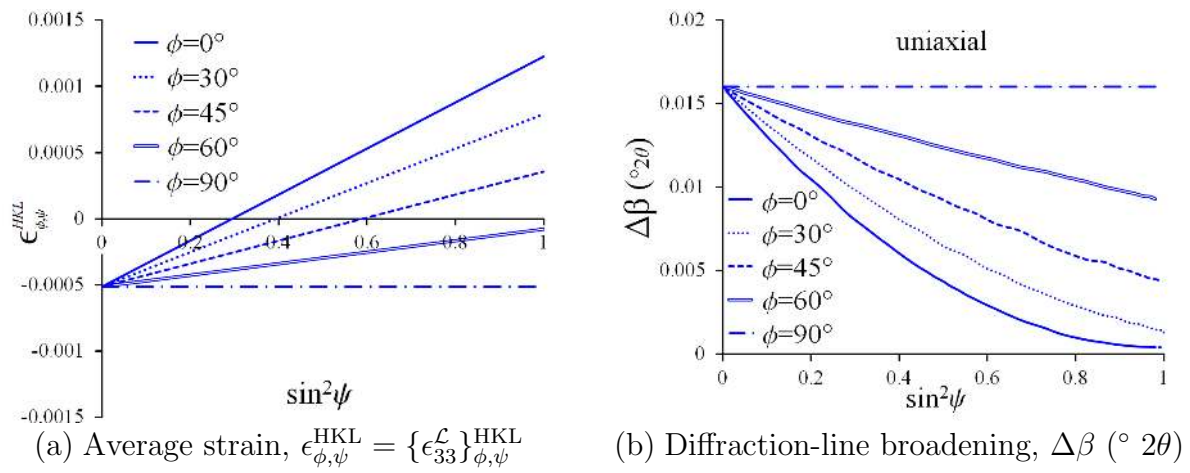 0.0015
0.001
0.0005
0
-0.0005
-0.001
-0.0015
ϕ=0°
ϕ=30°
ϕ=45°
ϕ=60°
ϕ=90°
0 0.2 0.4 0.6 0.8 1
ϵ^{HKL}_{ϕ,ψ}
sin²ψ
(a) Average strain, ϵ^{HKL}_{ϕ,ψ} = {ϵ^{ℒ}_{33}}^{HKL}_{ϕ,ψ}
0.02
0.015
0.01
0.005
0
uniaxial
Δβ (°2θ)
ϕ=0°
ϕ=30°
ϕ=45°
ϕ=60°
ϕ=90°
0 0.2 0.4 0.6 0.8 1
sin²ψ
(b) Diffraction-line broadening, Δβ (° 2θ)